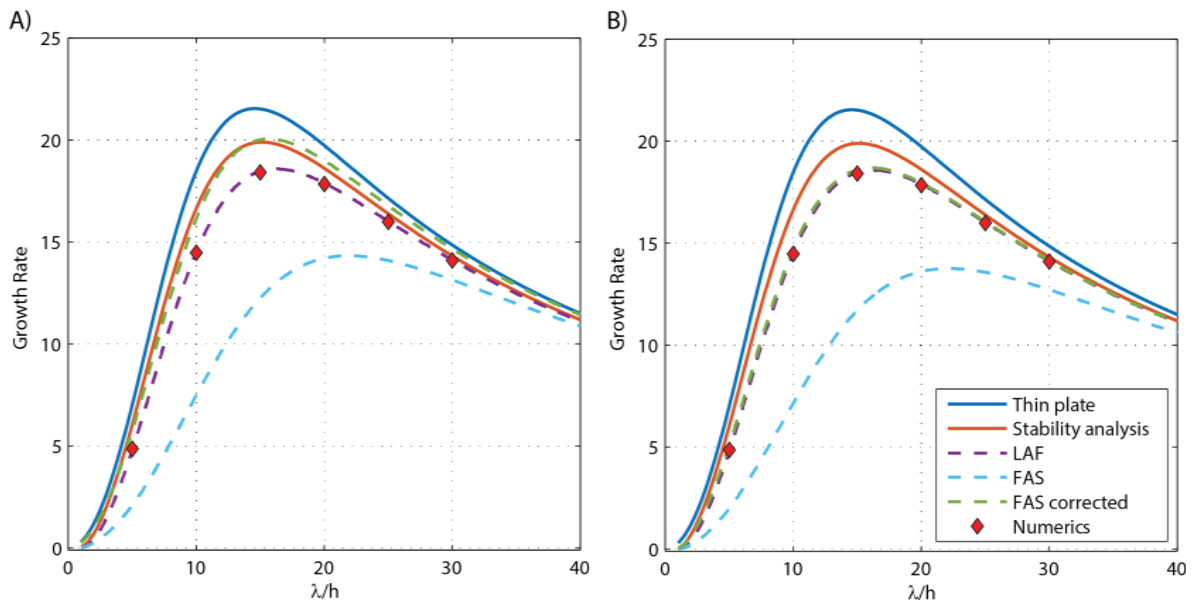 A)
25
20
15
10
5
0
Growth Rate
0
10
20
30
40
λ/h
B)
25
20
15
10
5
0
Growth Rate
0
10
20
30
40
λ/h
Thin plate
Stability analysis
LAF
FAS
FAS corrected
Numerics